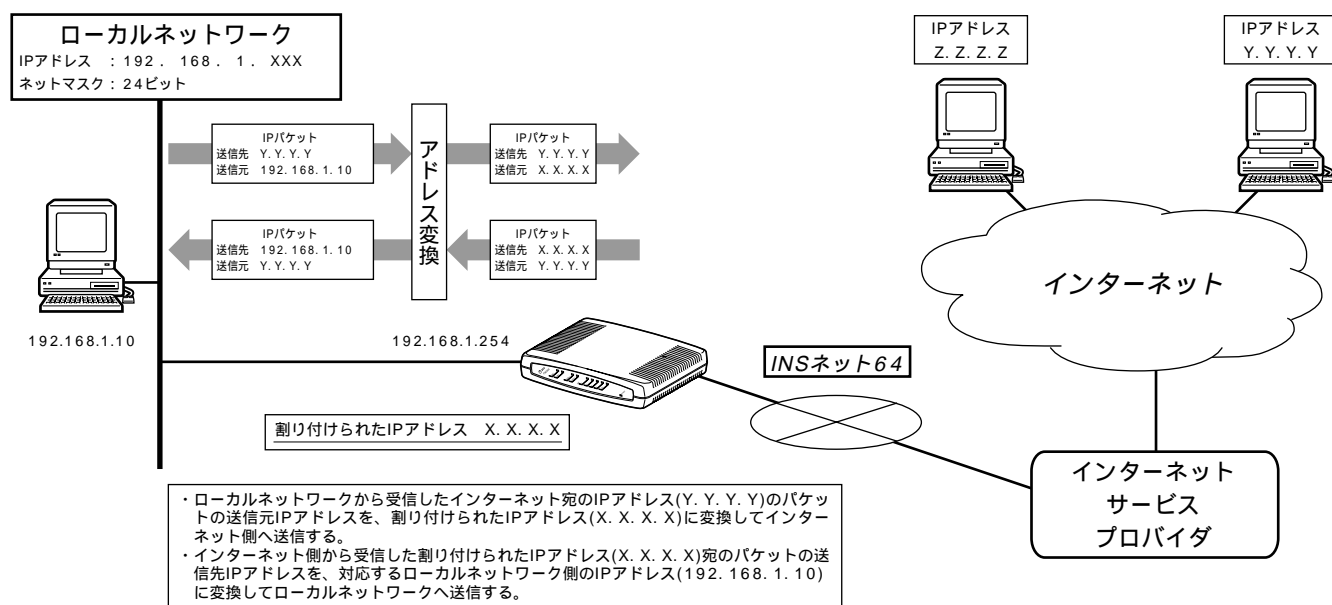 ローカルネットワーク
IPアドレス ：192. 168. 1. XXX
ネットマスク：24ビット
IPパケット
送信先 Y. Y. Y. Y
送信元 192. 168. 1. 10
アドレス変換
IPパケット
送信先 Y. Y. Y. Y
送信元 X. X. X. X
IPパケット
送信先 192. 168. 1. 10
送信元 Y. Y. Y. Y
IPパケット
送信先 X. X. X. X
送信元 Y. Y. Y. Y
IPアドレス
Z. Z. Z. Z
IPアドレス
Y. Y. Y. Y
インターネット
192.168.1.10
192.168.1.254
INSネット64
割り付けられたIPアドレス X. X. X. X
インターネット
サービス
プロバイダ
・ローカルネットワークから受信したインターネット宛のIPアドレス(Y. Y. Y. Y)のパケッ
トの送信元IPアドレスを、割り付けられたIPアドレス(X. X. X. X)に変換してインター
ネット側へ送信する。
・インターネット側から受信した割り付けられたIPアドレス(X. X. X. X)宛のパケットの送
信先IPアドレスを、対応するローカルネットワーク側のIPアドレス(192. 168. 1. 10)
に変換してローカルネットワークへ送信する。